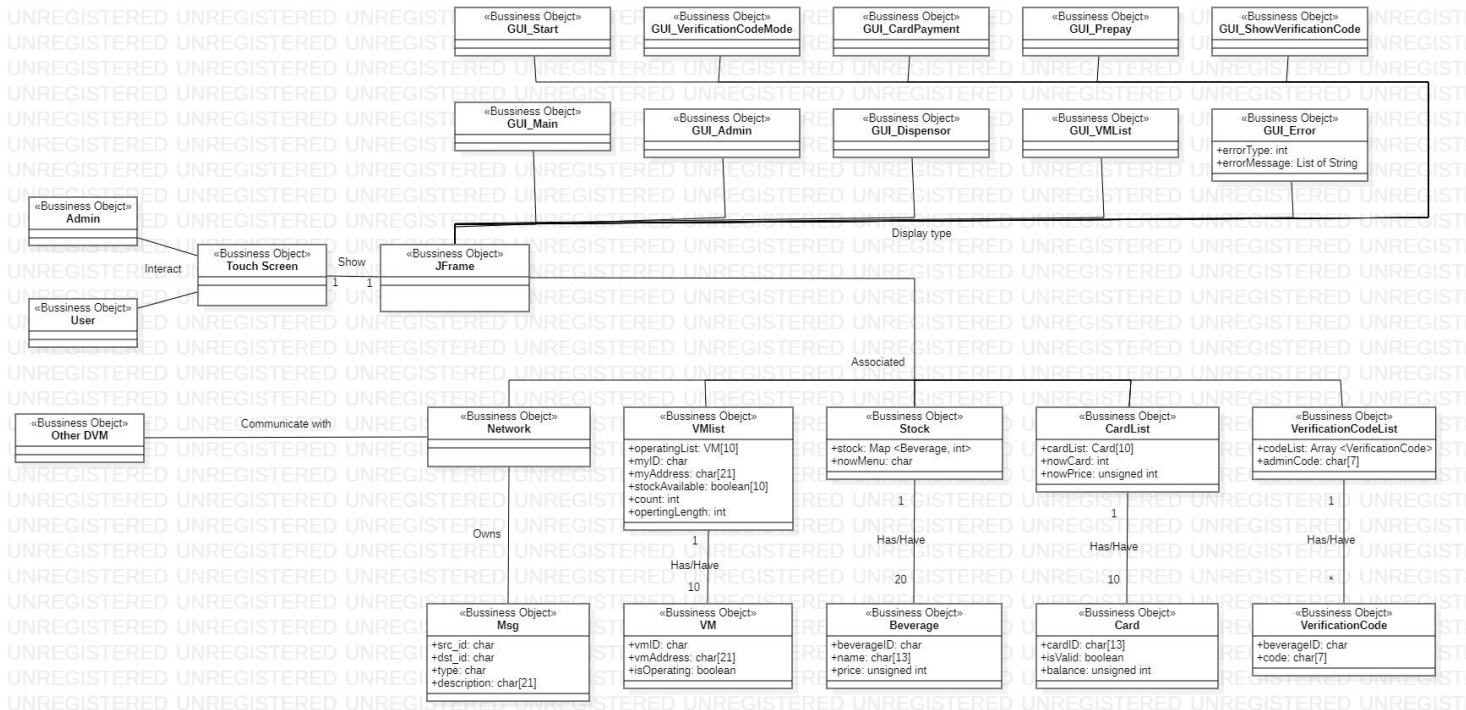 «Bussiness Obejct»
GUI_Start
«Bussiness Obejct»
GUI_VerificationCodeMode
«Bussiness Obejct»
GUI_CardPayment
«Bussiness Obejct»
GUI_Prepay
«Bussiness Obejct»
GUI_ShowVerificationCode
«Bussiness Obejct»
GUI_Main
«Bussiness Obejct»
GUI_Admin
«Bussiness Obejct»
GUI_Dispensor
«Bussiness Obejct»
GUI_VMList
«Bussiness Obejct»
GUI_Error
+errorType: int
+errorMessage: List of String
«Bussiness Obejct»
Admin
Display type
Interact
«Bussiness Obejct»
Touch Screen
Show
1
1
«Bussiness Obejct»
JFrame
«Bussiness Obejct»
User
Associated
«Bussiness Obejct»
Other DVM
Communicate with
«Bussiness Obejct»
Network
«Bussiness Obejct»
VMlist
+operatingList: VM[10]
+myID: char
+myAddress: char[21]
+stockAvailable: boolean[10]
+count: int
+opertingLength: int
«Bussiness Obejct»
Stock
+stock: Map <Beverage, int>
+nowMenu: char
«Bussiness Obejct»
CardList
+cardList: Card[10]
+nowCard: int
+nowPrice: unsigned int
«Bussiness Obejct»
VerificationCodeList
+codeList: Array <VerificationCode>
+adminCode: char[7]
Owns
1
Has/Have
10
1
Has/Have
20
1
Has/Have
10
1
Has/Have
*
«Bussiness Obejct»
Msg
+src_id: char
+dst_id: char
+type: char
+description: char[21]
«Bussiness Obejct»
VM
+vmID: char
+vmAddress: char[21]
+isOperating: boolean
«Bussiness Obejct»
Beverage
+beverageID: char
+name: char[13]
+price: unsigned int
«Bussiness Obejct»
Card
+cardID: char[13]
+isValid: boolean
+balance: unsigned int
«Bussiness Obejct»
VerificationCode
+beverageID: char
+code: char[7]
UNREGISTERED